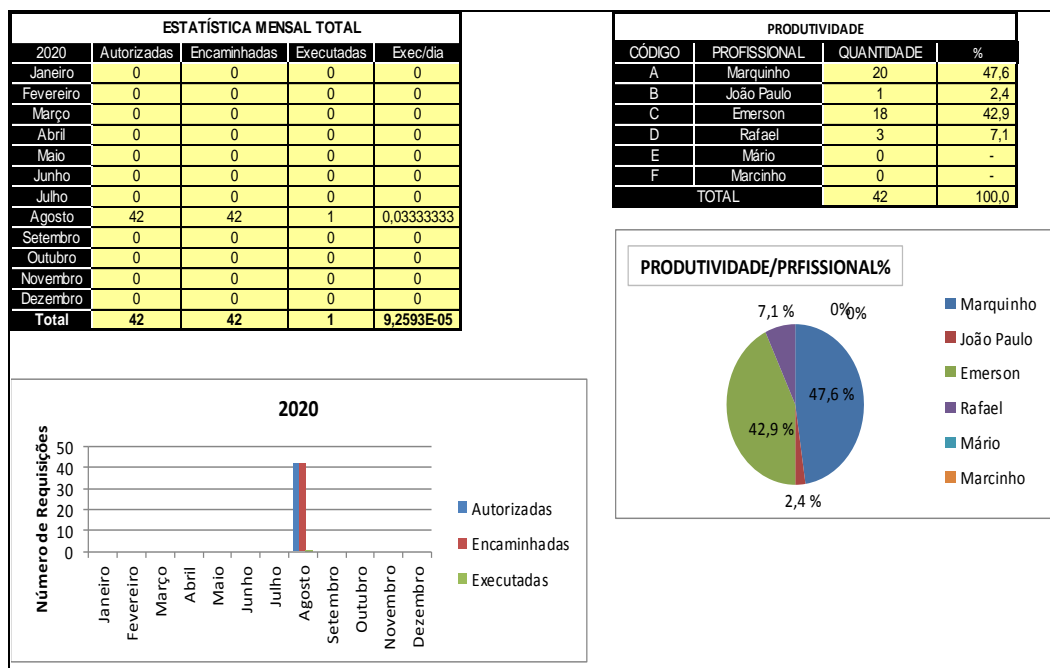 ESTATÍSTICA MENSAL TOTAL
2020 Autorizadas Encaminhadas Executadas Exec/dia
Janeiro 0 0 0 0
Fevereiro 0 0 0 0
Março 0 0 0 0
Abril 0 0 0 0
Maio 0 0 0 0
Junho 0 0 0 0
Julho 0 0 0 0
Agosto 42 42 1 0,03333333
Setembro 0 0 0 0
Outubro 0 0 0 0
Novembro 0 0 0 0
Dezembro 0 0 0 0
Total 42 42 1 9,2593E-05
PRODUTIVIDADE
CÓDIGO PROFISSIONAL QUANTIDADE %
A Marquinho 20 47,6
B João Paulo 1 2,4
C Emerson 18 42,9
D Rafael 3 7,1
E Mário 0 -
F Marcinho 0 -
TOTAL 42 100,0
PRODUTIVIDADE/PRFISSIONAL%
7,1 %
0%
0%
47,6 %
42,9 %
2,4 %
Marquinho
João Paulo
Emerson
Rafael
Mário
Marcinho
2020
Número de Requisições
50
40
30
20
10
0
Janeiro
Fevereiro
Março
Abril
Maio
Junho
Julho
Agosto
Setembro
Outubro
Novembro
Dezembro
Autorizadas
Encaminhadas
Executadas